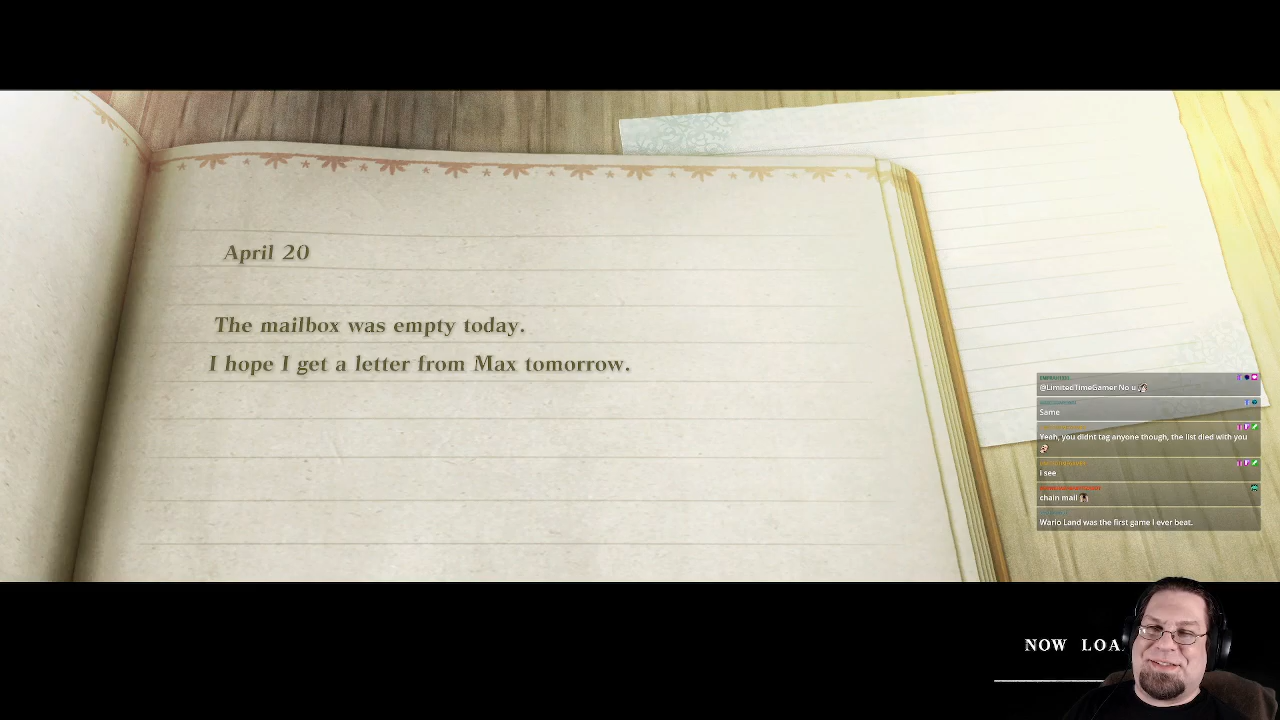 April 20
The mailbox was empty today.
I hope I get a letter from Max tomorrow.
@LimitedTimeGamer No u
Same
Yeah, you didnt tag anyone though, the list died with you
i see
chain mail
Wario Land was the first game I ever beat.
NOW LOA